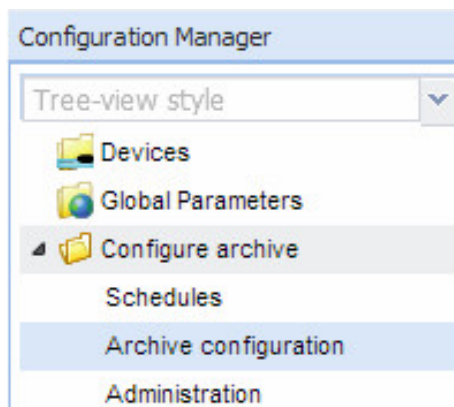 Configuration Manager
Tree-view style
Devices
Global Parameters
Configure archive
Schedules
Archive configuration
Administration